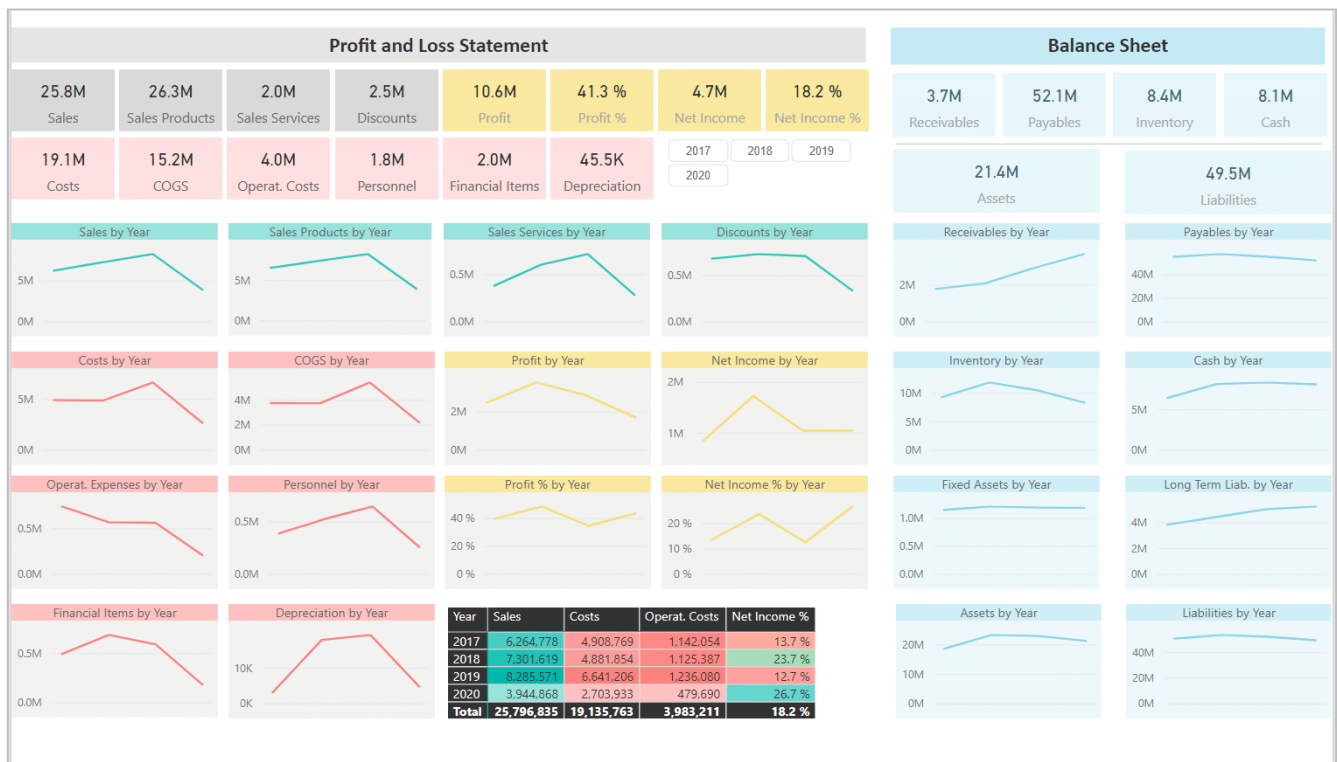 Profit and Loss Statement
Balance Sheet
25.8M
Sales
26.3M
Sales Products
2.0M
Sales Services
2.5M
Discounts
10.6M
Profit
41.3 %
Profit %
4.7M
Net Income
18.2 %
Net Income %
3.7M
Receivables
52.1M
Payables
8.4M
Inventory
8.1M
Cash
19.1M
Costs
15.2M
COGS
4.0M
Operat. Costs
1.8M
Personnel
2.0M
Financial Items
45.5K
Depreciation
2017 2018 2019
2020
21.4M
Assets
49.5M
Liabilities
Sales by Year
5M
0M
Sales Products by Year
5M
0M
Sales Services by Year
0.5M
0.0M
Discounts by Year
0.5M
0.0M
Receivables by Year
2M
0M
Payables by Year
40M
20M
0M
Costs by Year
5M
0M
COGS by Year
4M
2M
0M
Profit by Year
2M
0M
Net Income by Year
2M
1M
Inventory by Year
10M
5M
0M
Cash by Year
5M
0M
Operat. Expenses by Year
0.5M
0.0M
Personnel by Year
0.5M
0.0M
Profit % by Year
40 %
20 %
0 %
Net Income % by Year
20 %
10 %
0 %
Fixed Assets by Year
1.0M
0.5M
0.0M
Long Term Liab. by Year
4M
2M
0M
Financial Items by Year
0.5M
0.0M
Depreciation by Year
10K
0K
Year Sales Costs Operat. Costs Net Income %
2017 6,264,778 4,908,769 1,142,054 13.7 %
2018 7,301,619 4,881,854 1,125,387 23.7 %
2019 8,285,571 6,641,206 1,236,080 12.7 %
2020 3,944,868 2,703,933 479,690 26.7 %
Total 25,796,835 19,135,763 3,983,211 18.2 %
Assets by Year
20M
10M
0M
Liabilities by Year
40M
20M
0M